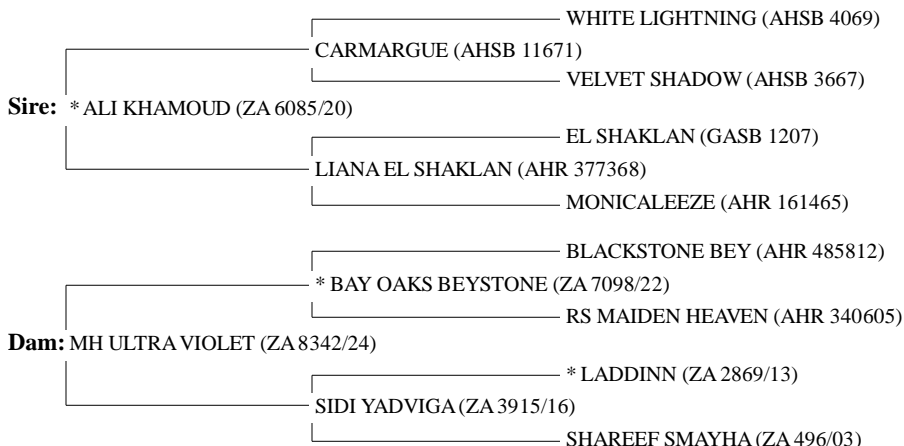 WHITE LIGHTNING (AHSB 4069)
CARMARGUE (AHSB 11671)
VELVET SHADOW (AHSB 3667)
Sire: * ALI KHAMOUD (ZA 6085/20)
EL SHAKLAN (GASB 1207)
LIANA EL SHAKLAN (AHR 377368)
MONICALEEZE (AHR 161465)
BLACKSTONE BEY (AHR 485812)
* BAY OAKS BEYSTONE (ZA 7098/22)
RS MAIDEN HEAVEN (AHR 340605)
Dam: MH ULTRA VIOLET (ZA 8342/24)
* LADDINN (ZA 2869/13)
SIDI YADVIGA (ZA 3915/16)
SHAREEF SMAYHA (ZA 496/03)